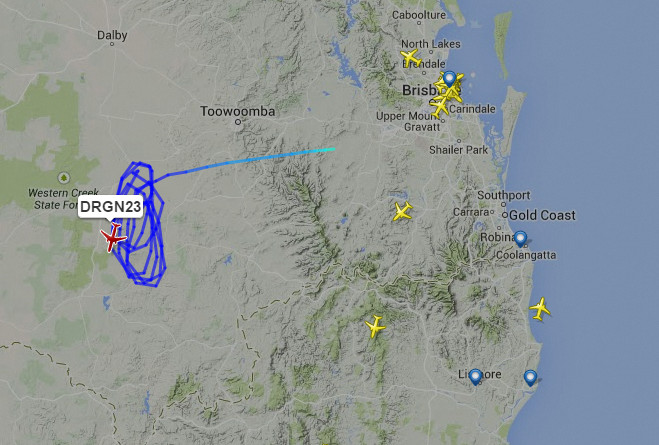 Caboolture
Dalby
North Lakes
Brendale
Brisb
Toowoomba
Carindale
Upper Mount
Gravatt
Shailer Park
Western Creek
State For
DRGN23
Southport
Carrara
Gold Coast
Robina
Coolangatta
Lismore